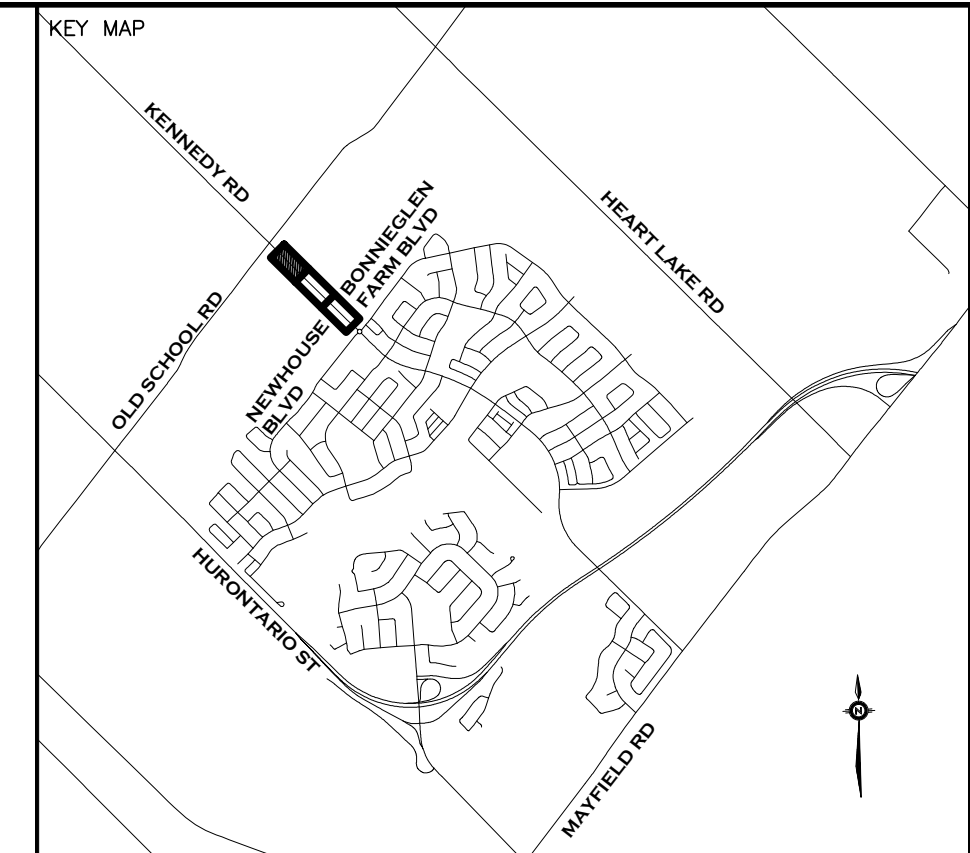 KEY MAP
KENNEDY RD
HEART LAKE RD
BONNIEGLEN
FARM BLVD
OLD SCHOOL RD
NEWHOUSE
BLVD
HURONTARIO ST
MAYFIELD RD
N